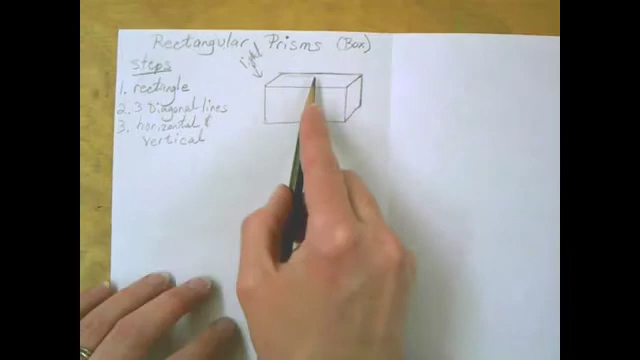 Rectangular Prisms (Box)
light
steps
1. rectangle
2. 3 Diagonal lines
3. horizontal &
vertical